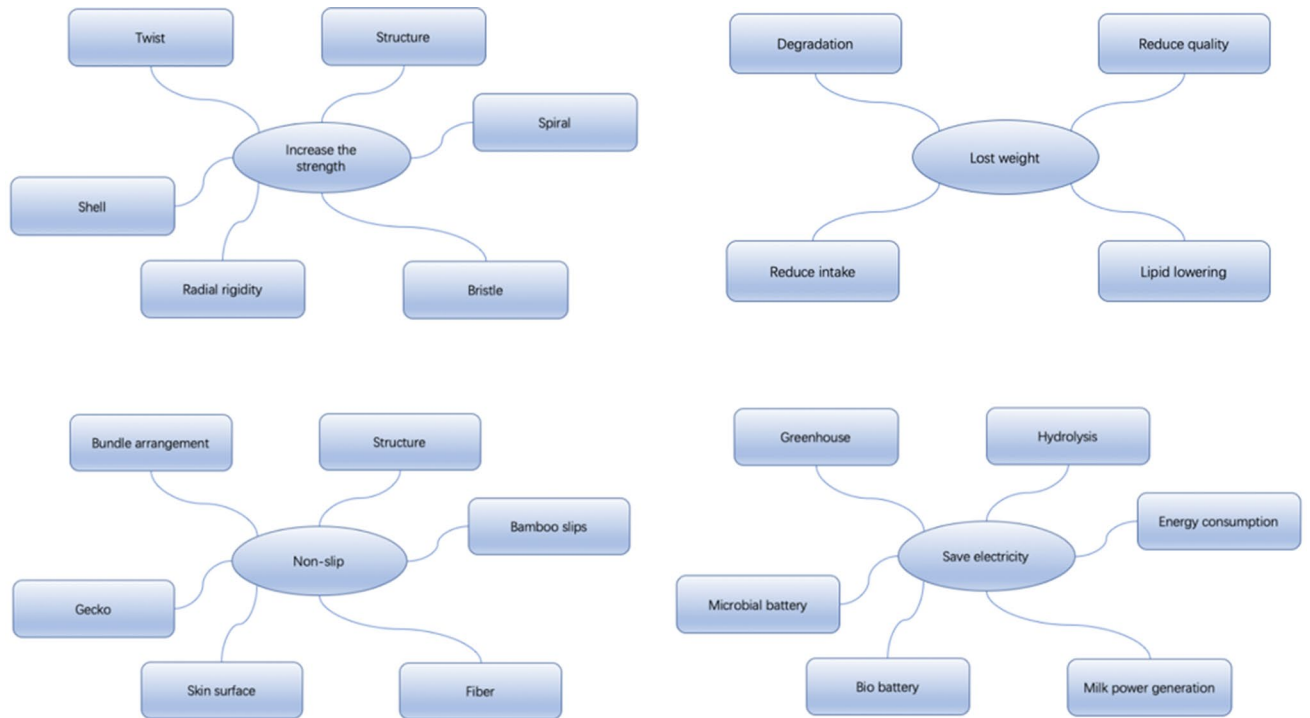 Twist
Structure
Spiral
Increase the
strength
Shell
Radial rigidity
Bristle
Degradation
Reduce quality
Lost weight
Reduce intake
Lipid lowering
Bundle arrangement
Structure
Bamboo slips
Non-slip
Gecko
Skin surface
Fiber
Greenhouse
Hydrolysis
Energy consumption
Save electricity
Microbial battery
Bio battery
Milk power generation